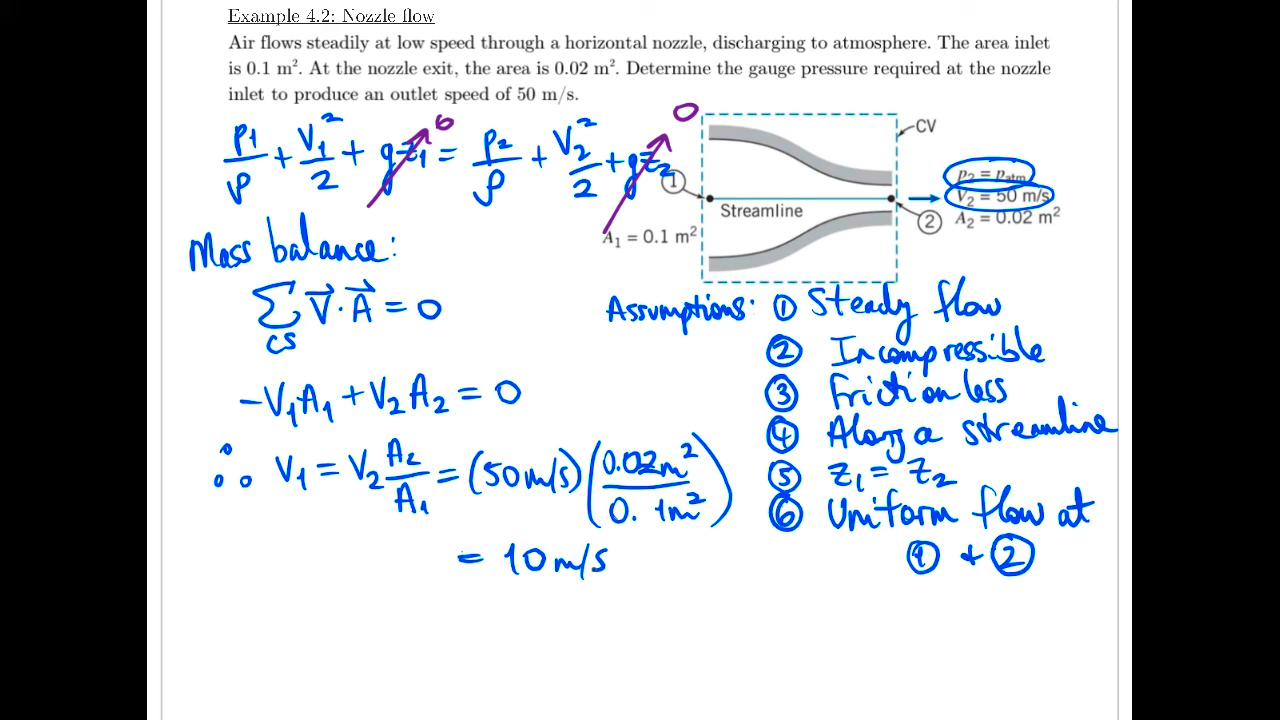 Example 4.2: Nozzle flow
Air flows steadily at low speed through a horizontal nozzle, discharging to atmosphere. The area inlet
is 0.1 m². At the nozzle exit, the area is 0.02 m². Determine the gauge pressure required at the nozzle
inlet to produce an outlet speed of 50 m/s.
p₁/ρ + V₁²/2 + gz₁ = p₂/ρ + V₂²/2 + gz₂
0
0
CV
p₂ = patm
V₂ = 50 m/s
A₂ = 0.02 m²
1
Streamline
2
A₁ = 0.1 m²
Mass balance:
∑CS V⃗ · A⃗ = 0
-V₁A₁ + V₂A₂ = 0
∴ V₁ = V₂ A₂/A₁ = (50 m/s) (0.02 m²/0.1 m²)
= 10 m/s
Assumptions: ① Steady flow
② Incompressible
③ Frictionless
④ Along a streamline
⑤ z₁ = z₂
⑥ Uniform flow at
① + ②